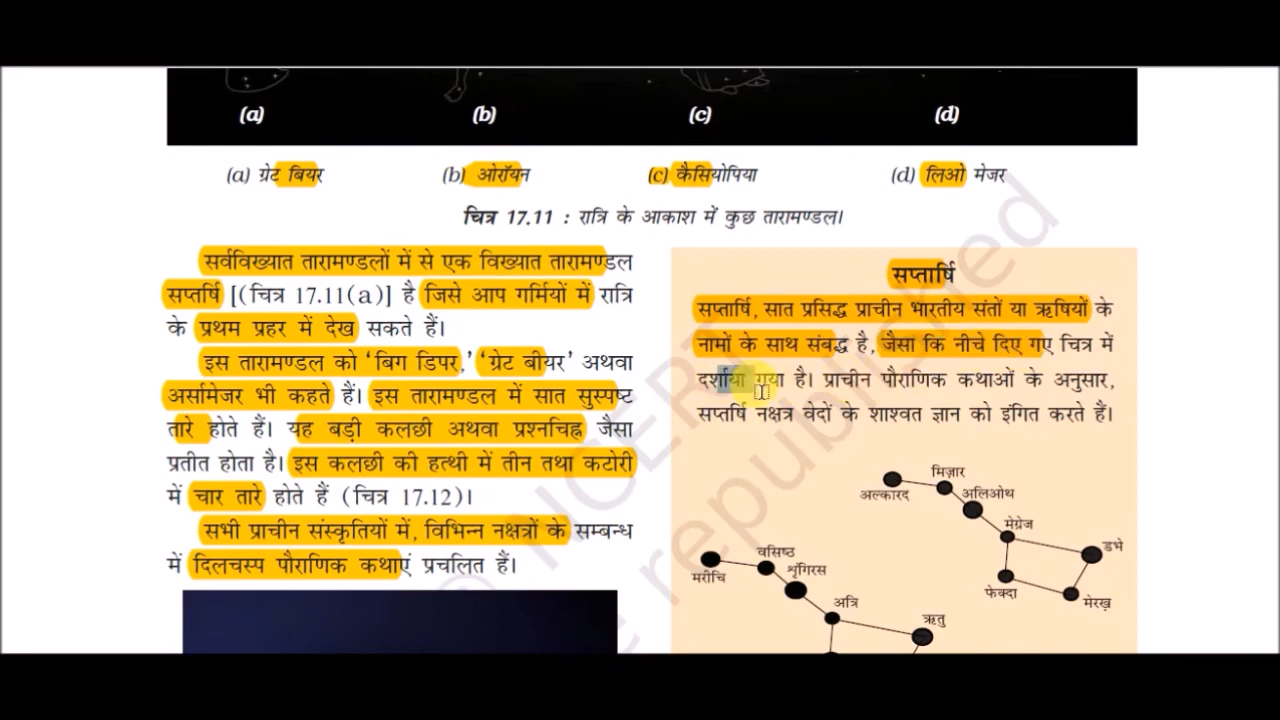 (a) (b) (c) (d)
(a) ग्रेट बियर (b) ओरॉयन (c) कैसियोपिया (d) लिओ मेजर
चित्र 17.11 : रात्रि के आकाश में कुछ तारामण्डल।
सर्वविख्यात तारामण्डलों में से एक विख्यात तारामण्डल
सप्तर्षि [(चित्र 17.11(a)] है जिसे आप गर्मियों में रात्रि
के प्रथम प्रहर में देख सकते हैं।
इस तारामण्डल को ‘बिग डिपर,’ ‘ग्रेट बीयर’ अथवा
अर्सामेजर भी कहते हैं। इस तारामण्डल में सात सुस्पष्ट
तारे होते हैं। यह बड़ी कलछी अथवा प्रश्नचिह्न जैसा
प्रतीत होता है। इस कलछी की हत्थी में तीन तथा कटोरी
में चार तारे होते हैं (चित्र 17.12)।
सभी प्राचीन संस्कृतियों में, विभिन्न नक्षत्रों के सम्बन्ध
में दिलचस्प पौराणिक कथाएं प्रचलित हैं।
सप्तार्षि
सप्तार्षि, सात प्रसिद्ध प्राचीन भारतीय संतों या ऋषियों के
नामों के साथ संबद्ध है, जैसा कि नीचे दिए गए चित्र में
दर्शाया गया है। प्राचीन पौराणिक कथाओं के अनुसार,
सप्तर्षि नक्षत्र वेदों के शाश्वत ज्ञान को इंगित करते हैं।
अल्कारद
मिज़ार
अलिओथ
मेग्रेज
डभे
फेक्दा
मेरख़
मरीचि
वसिष्ठ
शृंगिरस
अत्रि
ऋतु
© NCERT
be republished